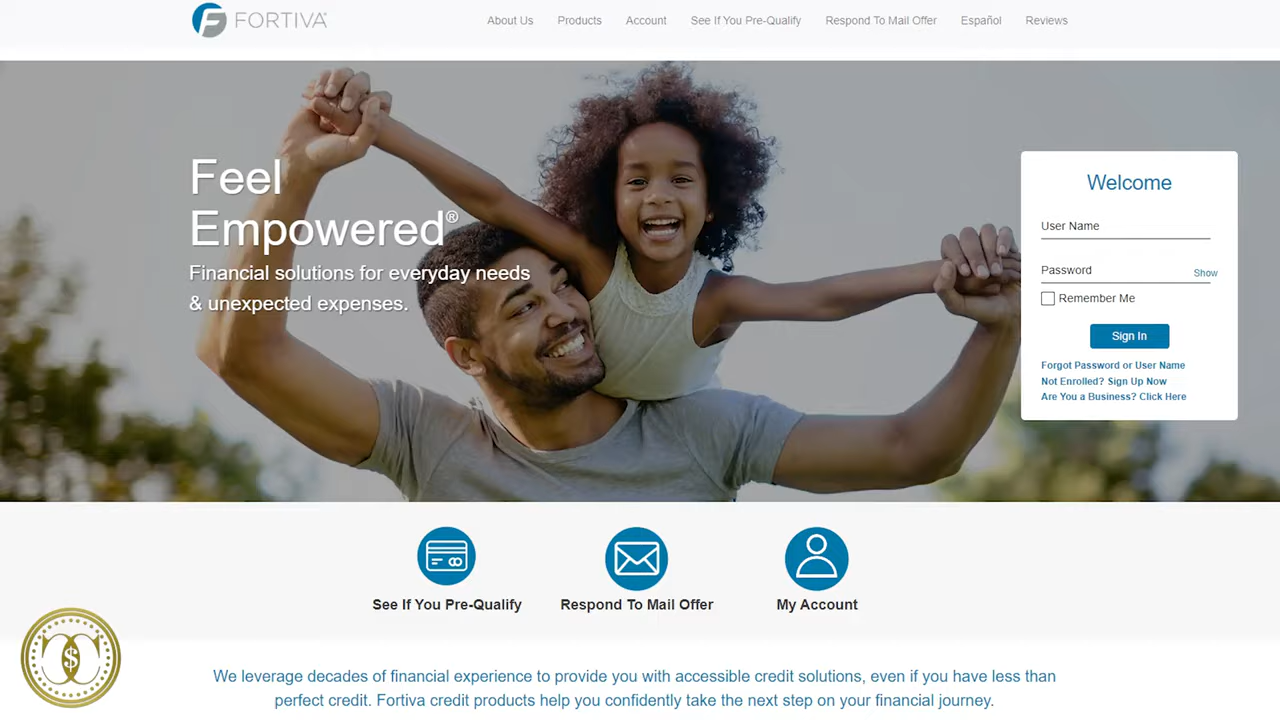 FORTIVA
About Us Products Account See If You Pre-Qualify Respond To Mail Offer Español Reviews
Feel
Empowered®
Financial solutions for everyday needs
& unexpected expenses.
Welcome
User Name
Password
Show
Remember Me
Sign In
Forgot Password or User Name
Not Enrolled? Sign Up Now
Are You a Business? Click Here
See If You Pre-Qualify
Respond To Mail Offer
My Account
We leverage decades of financial experience to provide you with accessible credit solutions, even if you have less than
perfect credit. Fortiva credit products help you confidently take the next step on your financial journey.